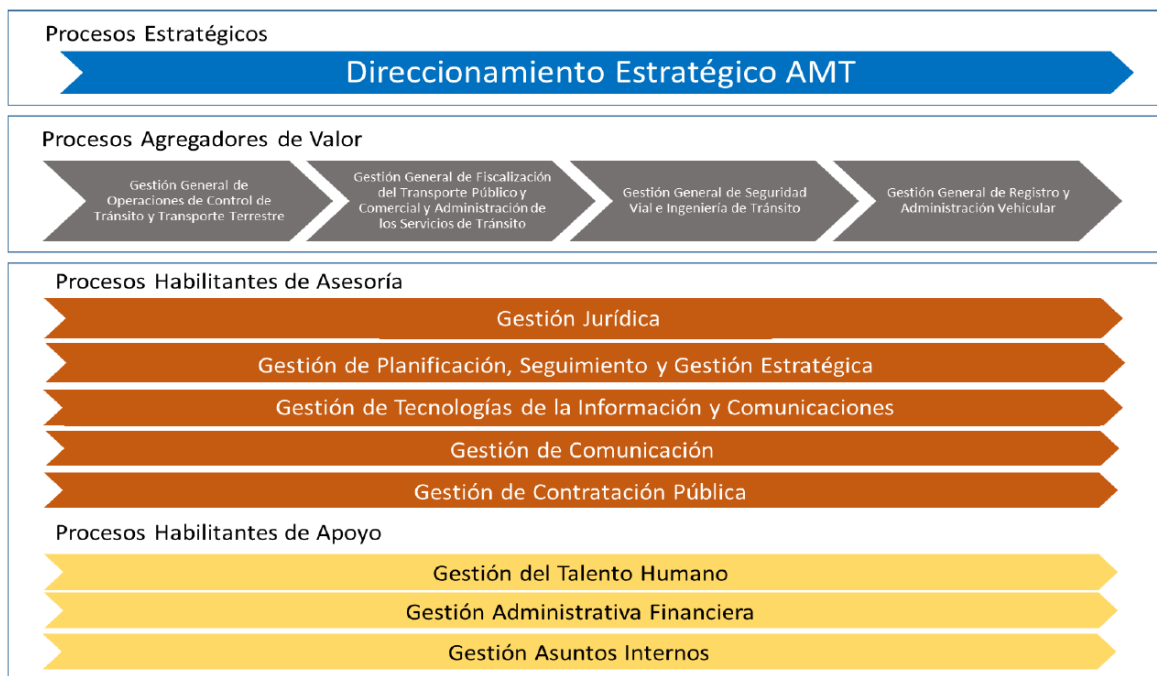 Procesos Estratégicos
Direccionamiento Estratégico AMT
Procesos Agregadores de Valor
Gestión General de
Operaciones de Control de
Tránsito y Transporte Terrestre
Gestión General de Fiscalización
del Transporte Público y
Comercial y Administración de
los Servicios de Tránsito
Gestión General de Seguridad
Vial e Ingeniería de Tránsito
Gestión General de Registro y
Administración Vehicular
Procesos Habilitantes de Asesoría
Gestión Jurídica
Gestión de Planificación, Seguimiento y Gestión Estratégica
Gestión de Tecnologías de la Información y Comunicaciones
Gestión de Comunicación
Gestión de Contratación Pública
Procesos Habilitantes de Apoyo
Gestión del Talento Humano
Gestión Administrativa Financiera
Gestión Asuntos Internos